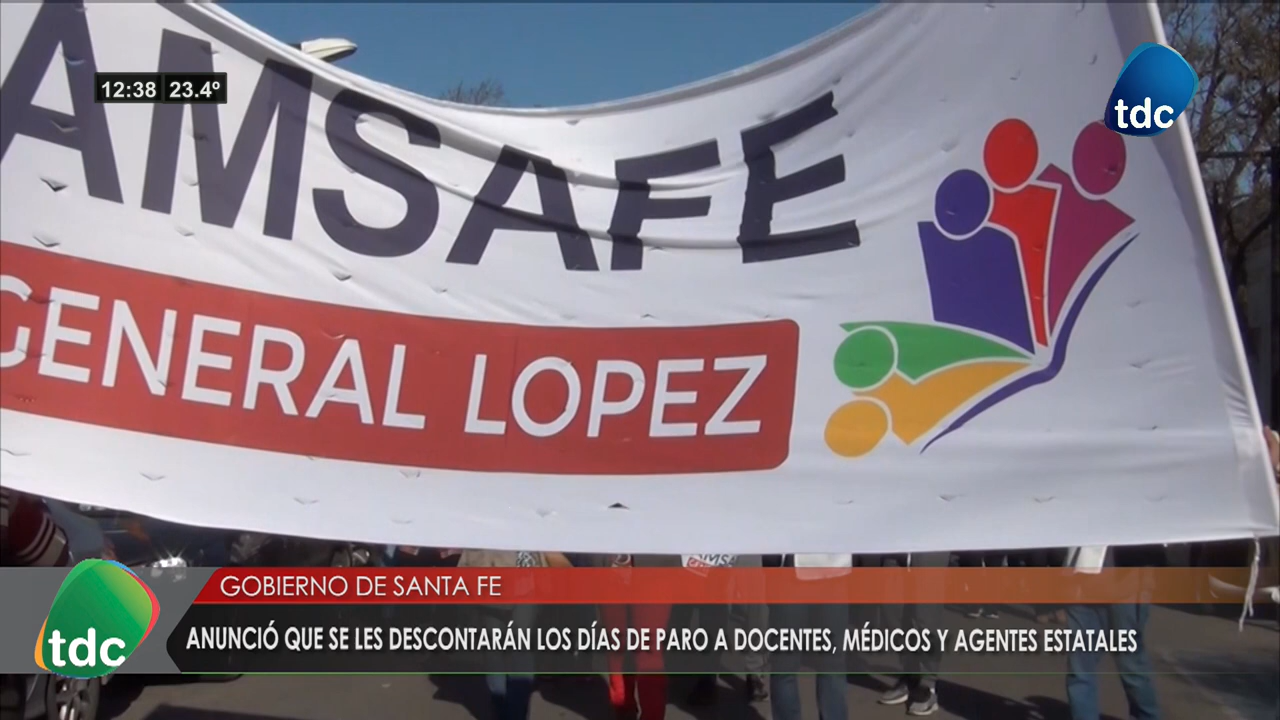 12:38 23.4º
tdc
AMSAFE
GENERAL LOPEZ
AMSAFE
GOBIERNO DE SANTA FE
tdc
ANUNCIÓ QUE SE LES DESCONTARÁN LOS DÍAS DE PARO A DOCENTES, MÉDICOS Y AGENTES ESTATALES